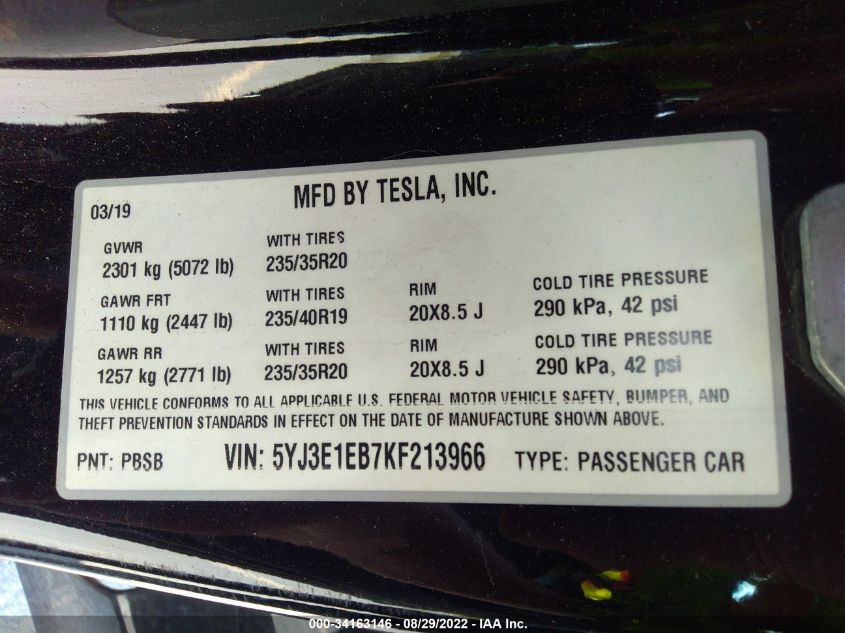 MFD BY TESLA, INC.
03/19
GVWR WITH TIRES
2301 kg (5072 lb) 235/35R20
GAWR FRT WITH TIRES RIM COLD TIRE PRESSURE
1110 kg (2447 lb) 235/40R19 20X8.5 J 290 kPa, 42 psi
GAWR RR WITH TIRES RIM COLD TIRE PRESSURE
1257 kg (2771 lb) 235/35R20 20X8.5 J 290 kPa, 42 psi
THIS VEHICLE CONFORMS TO ALL APPLICABLE U.S. FEDERAL MOTOR VEHICLE SAFETY, BUMPER, AND
THEFT PREVENTION STANDARDS IN EFFECT ON THE DATE OF MANUFACTURE SHOWN ABOVE.
PNT: PBSB VIN: 5YJ3E1EB7KF213966 TYPE: PASSENGER CAR
000-34163146 - 08/29/2022 - IAA Inc.